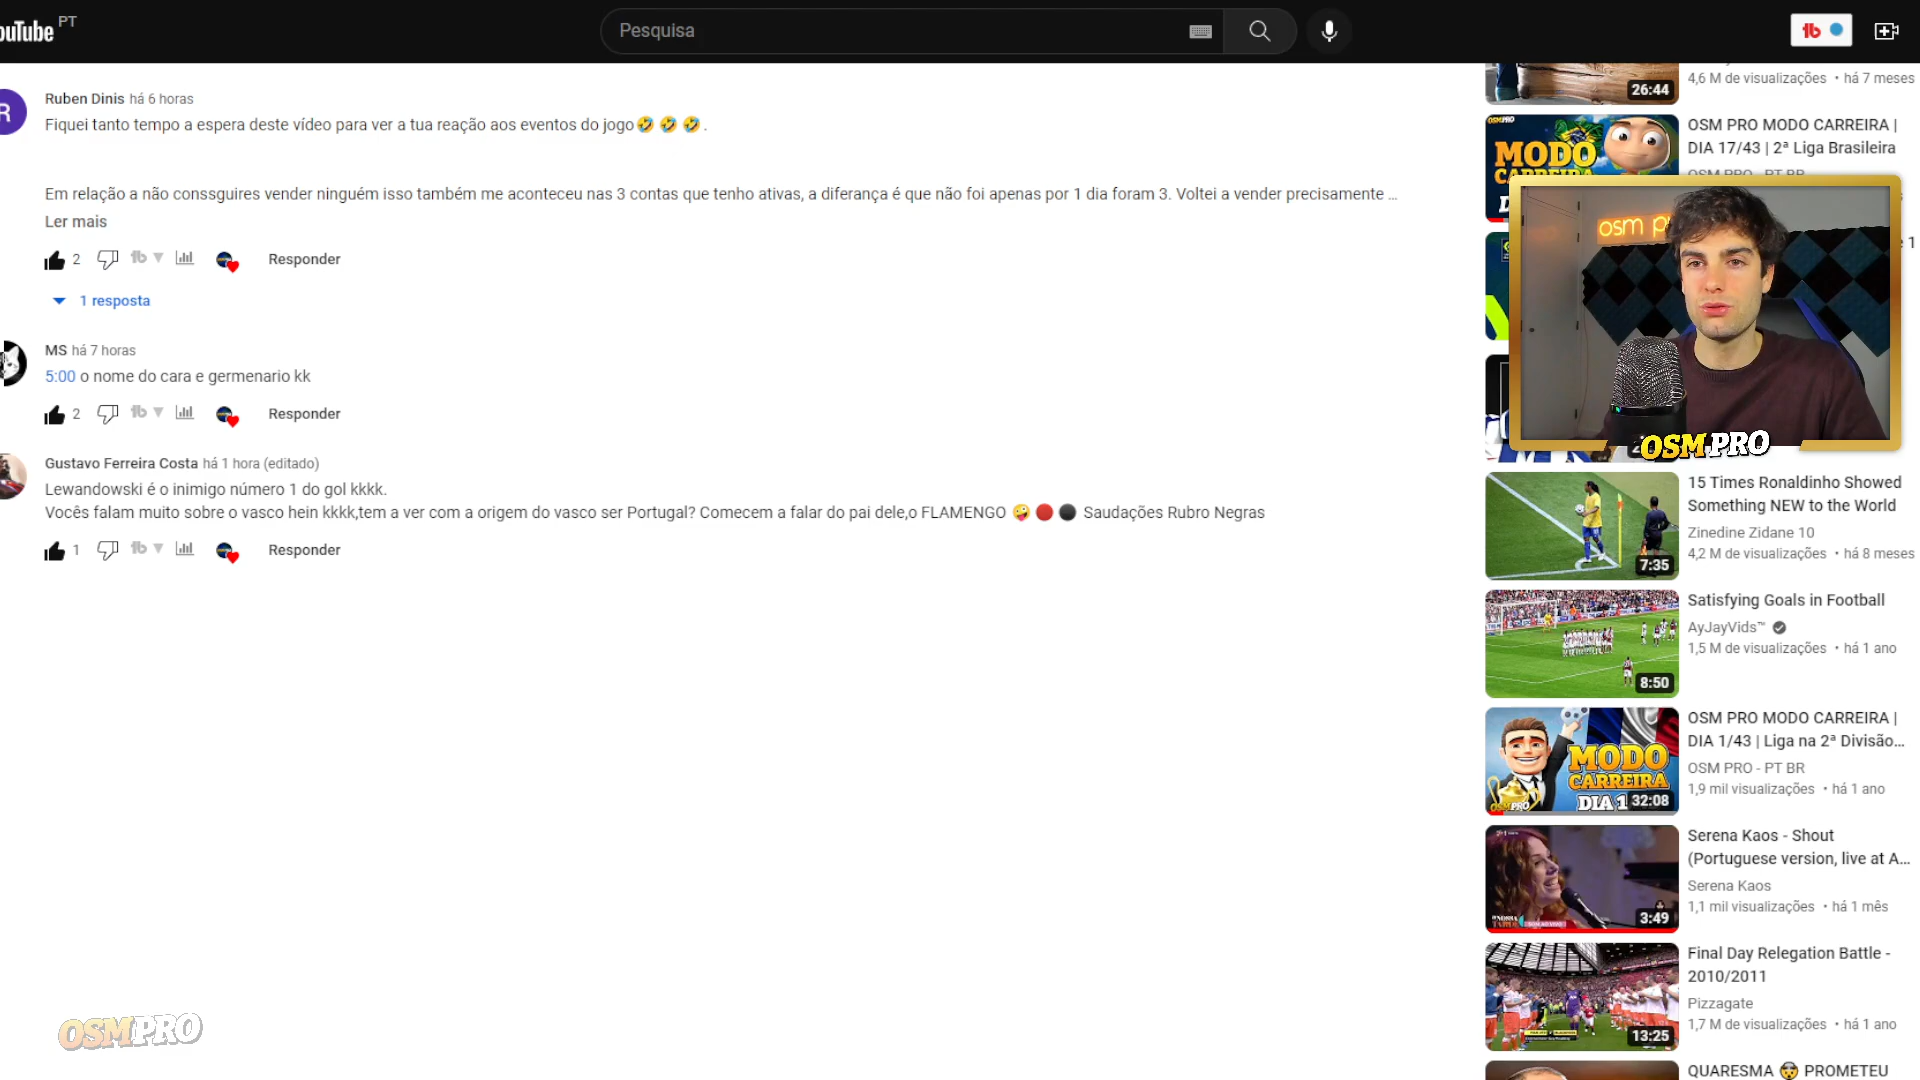 ouTube PT
Pesquisa
Ruben Dinis há 6 horas
Fiquei tanto tempo a espera deste vídeo para ver a tua reação aos eventos do jogo🤣 🤣 🤣 .
Em relação a não conssguires vender ninguém isso também me aconteceu nas 3 contas que tenho ativas, a diferança é que não foi apenas por 1 dia foram 3. Voltei a vender precisamente ...
Ler mais
2
Responder
1 resposta
MS há 7 horas
5:00 o nome do cara e germenario kk
2
Responder
Gustavo Ferreira Costa há 1 hora (editado)
Lewandowski é o inimigo número 1 do gol kkkk.
Vocês falam muito sobre o vasco hein kkkk,tem a ver com a origem do vasco ser Portugal? Comecem a falar do pai dele,o FLAMENGO 🤪 🔴 ⚫ Saudações Rubro Negras
1
Responder
OSM PRO
26:44
4,6 M de visualizações • há 7 meses
MODO
OSM PRO MODO CARREIRA |
DIA 17/43 | 2ª Liga Brasileira
osm p
OSM PRO
7:35
15 Times Ronaldinho Showed
Something NEW to the World
Zinedine Zidane 10
4,2 M de visualizações • há 8 meses
8:50
Satisfying Goals in Football
AyJayVids™
1,5 M de visualizações • há 1 ano
MODO
CARREIRA
DIA 1
32:08
OSM PRO MODO CARREIRA |
DIA 1/43 | Liga na 2ª Divisão...
OSM PRO - PT BR
1,9 mil visualizações • há 1 ano
3:49
Serena Kaos - Shout
(Portuguese version, live at A...
Serena Kaos
1,1 mil visualizações • há 1 mês
13:25
Final Day Relegation Battle -
2010/2011
Pizzagate
1,7 M de visualizações • há 1 ano
QUARESMA 🤯 PROMETEU